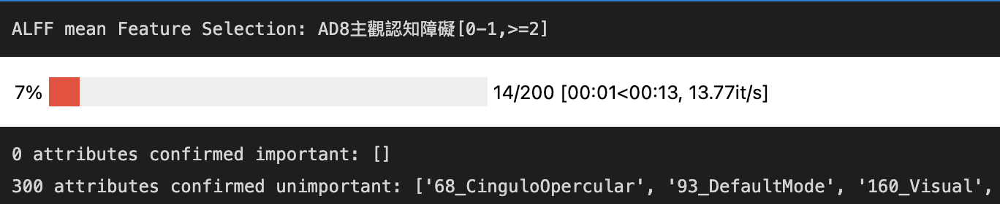 ALFF mean Feature Selection: AD8主觀認知障礙[0-1,>=2]
7% 14/200 [00:01<00:13, 13.77it/s]
0 attributes confirmed important: []
300 attributes confirmed unimportant: ['68_CinguloOpercular', '93_DefaultMode', '160_Visual',